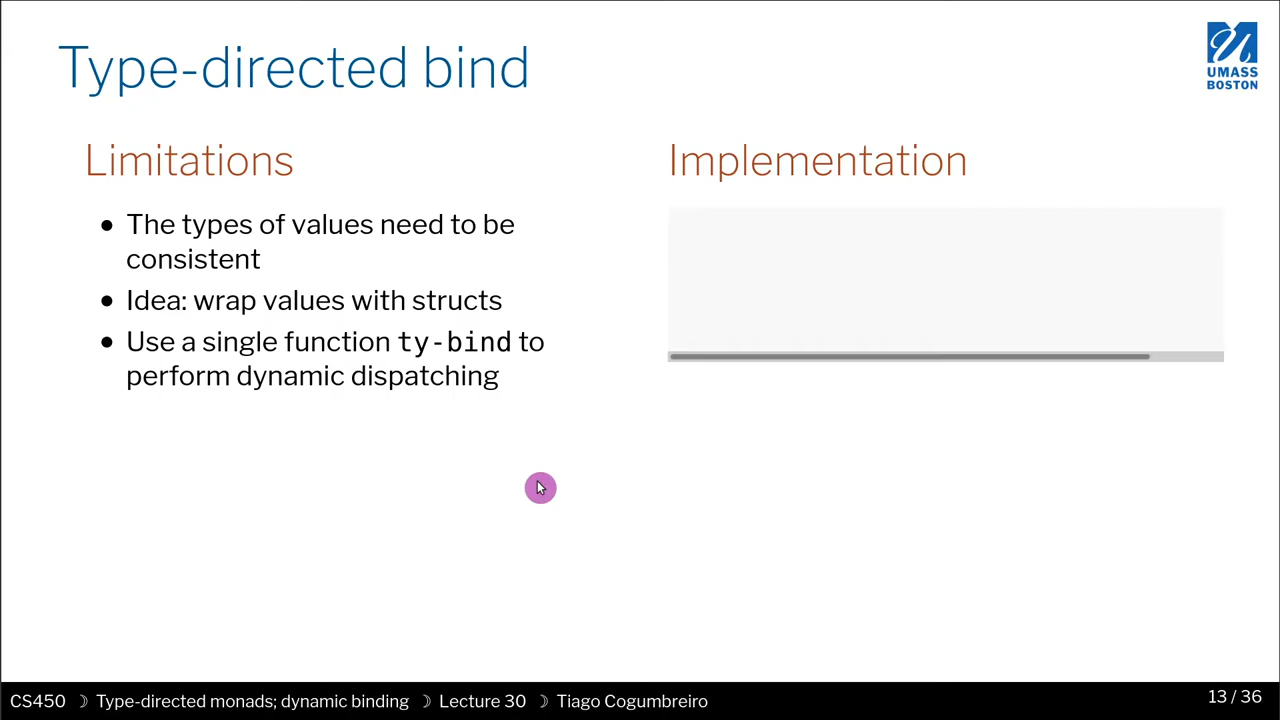 Type-directed bind
UMASS
BOSTON
Limitations
Implementation
● The types of values need to be
consistent
● Idea: wrap values with structs
● Use a single function ty-bind to
perform dynamic dispatching
CS450 ☽ Type-directed monads; dynamic binding ☽ Lecture 30 ☽ Tiago Cogumbreiro
13 / 36